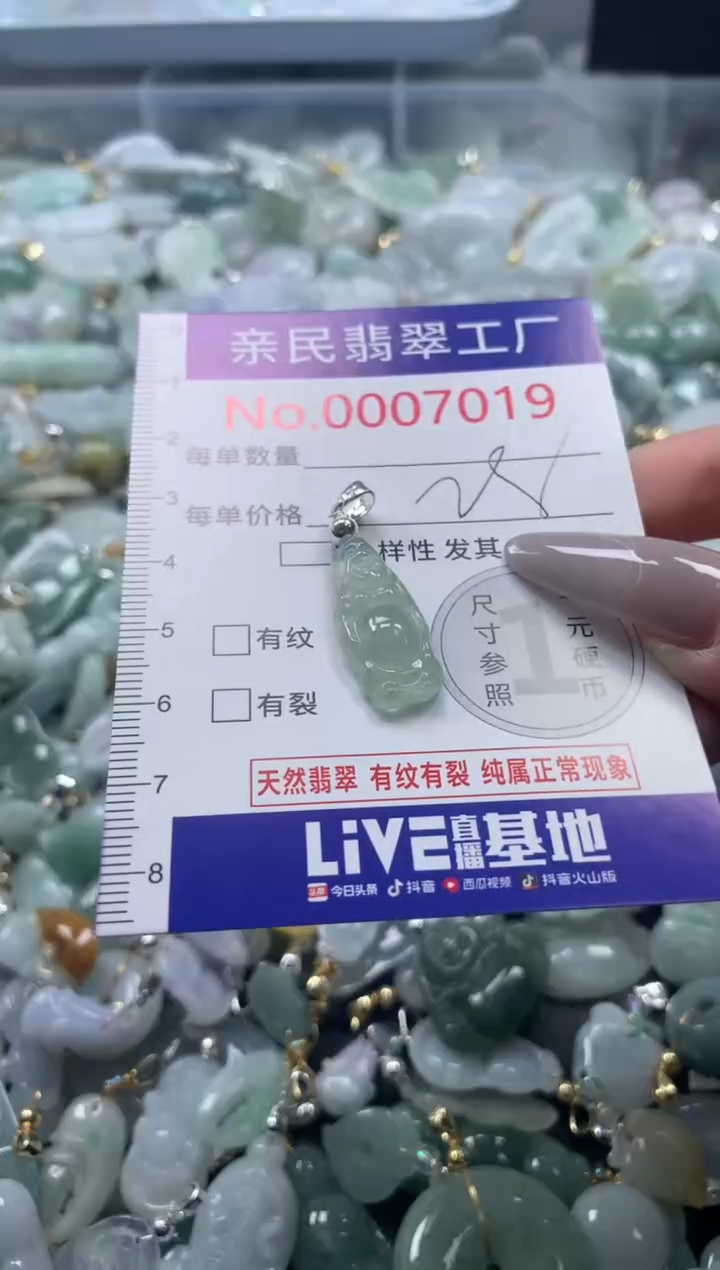 亲民翡翠工厂
No.0007019
每单数量
每单价格
样性 发其
有纹
有裂
尺寸参照
1
元硬币
天然翡翠 有纹有裂 纯属正常现象
LiVE直播基地
头条 今日头条 抖音 西瓜视频 抖音火山版
1
2
3
4
5
6
7
8